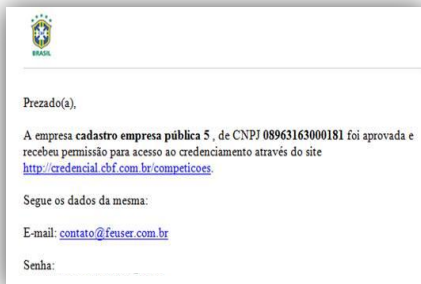 BRASIL
Prezado(a),
A empresa cadastro empresa pública 5 , de CNPJ 08963163000181 foi aprovada e
recebeu permissão para acesso ao credenciamento através do site
http://credencial.cbf.com.br/competicoes.
Segue os dados da mesma:
E-mail: contato@feuser.com.br
Senha: